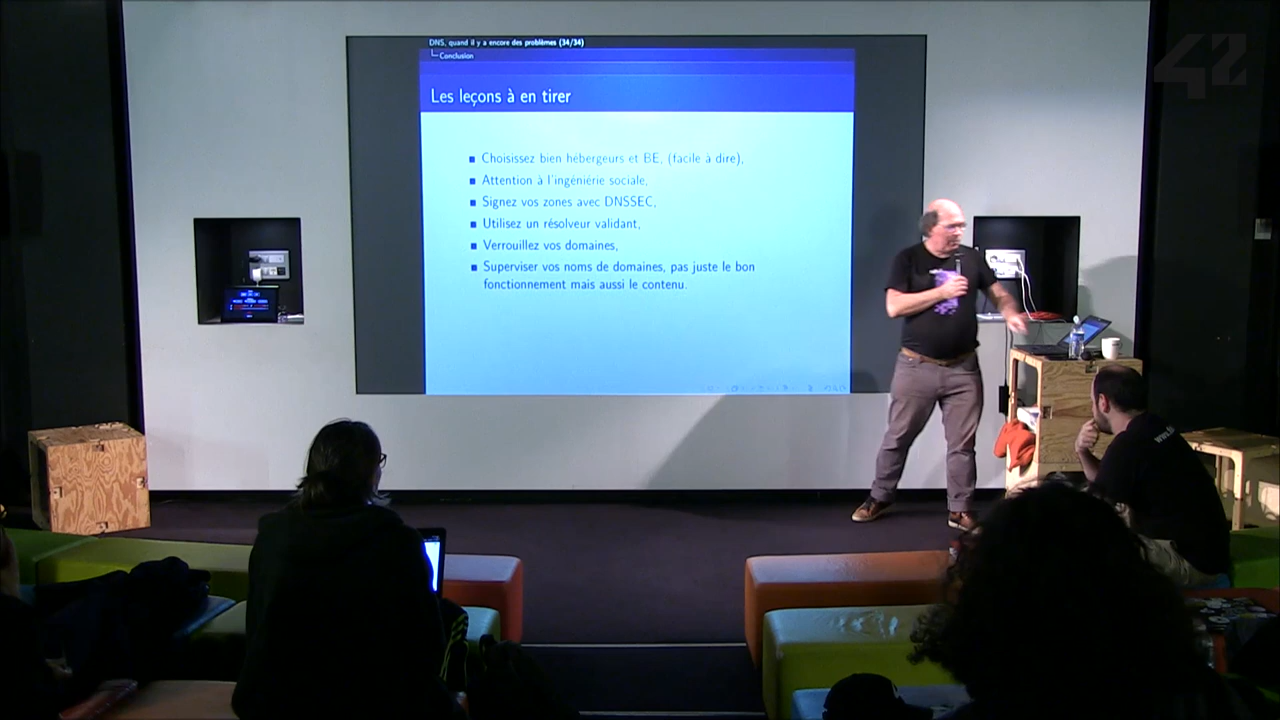 DNS, quand il y a encore des problèmes (34/34)
Conclusion
42
Les leçons à en tirer
Choisissez bien hébergeurs et BE, (facile à dire),
Attention à l'ingéniérie sociale,
Signez vos zones avec DNSSEC,
Utilisez un résolveur validant,
Verrouillez vos domaines,
Superviser vos noms de domaines, pas juste le bon
fonctionnement mais aussi le contenu.